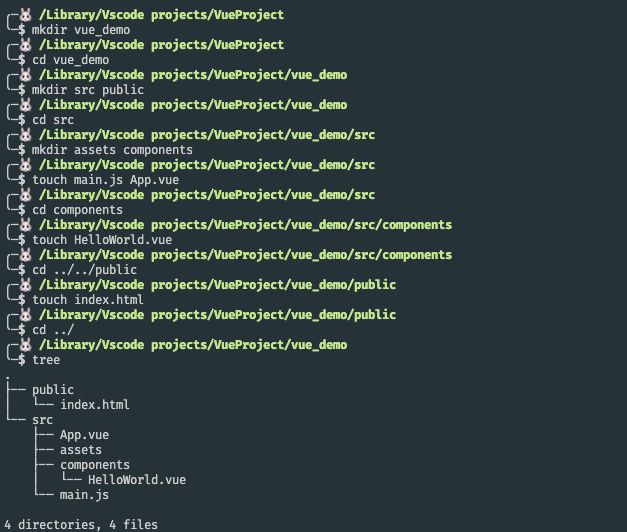 ╭─🐰 /Library/Vscode projects/VueProject
╰─$ mkdir vue_demo
╭─🐰 /Library/Vscode projects/VueProject
╰─$ cd vue_demo
╭─🐰 /Library/Vscode projects/VueProject/vue_demo
╰─$ mkdir src public
╭─🐰 /Library/Vscode projects/VueProject/vue_demo
╰─$ cd src
╭─🐰 /Library/Vscode projects/VueProject/vue_demo/src
╰─$ mkdir assets components
╭─🐰 /Library/Vscode projects/VueProject/vue_demo/src
╰─$ touch main.js App.vue
╭─🐰 /Library/Vscode projects/VueProject/vue_demo/src
╰─$ cd components
╭─🐰 /Library/Vscode projects/VueProject/vue_demo/src/components
╰─$ touch HelloWorld.vue
╭─🐰 /Library/Vscode projects/VueProject/vue_demo/src/components
╰─$ cd ../../public
╭─🐰 /Library/Vscode projects/VueProject/vue_demo/public
╰─$ touch index.html
╭─🐰 /Library/Vscode projects/VueProject/vue_demo/public
╰─$ cd ../
╭─🐰 /Library/Vscode projects/VueProject/vue_demo
╰─$ tree
.
├── public
│   └── index.html
└── src
    ├── App.vue
    ├── assets
    ├── components
    │   └── HelloWorld.vue
    └── main.js

4 directories, 4 files